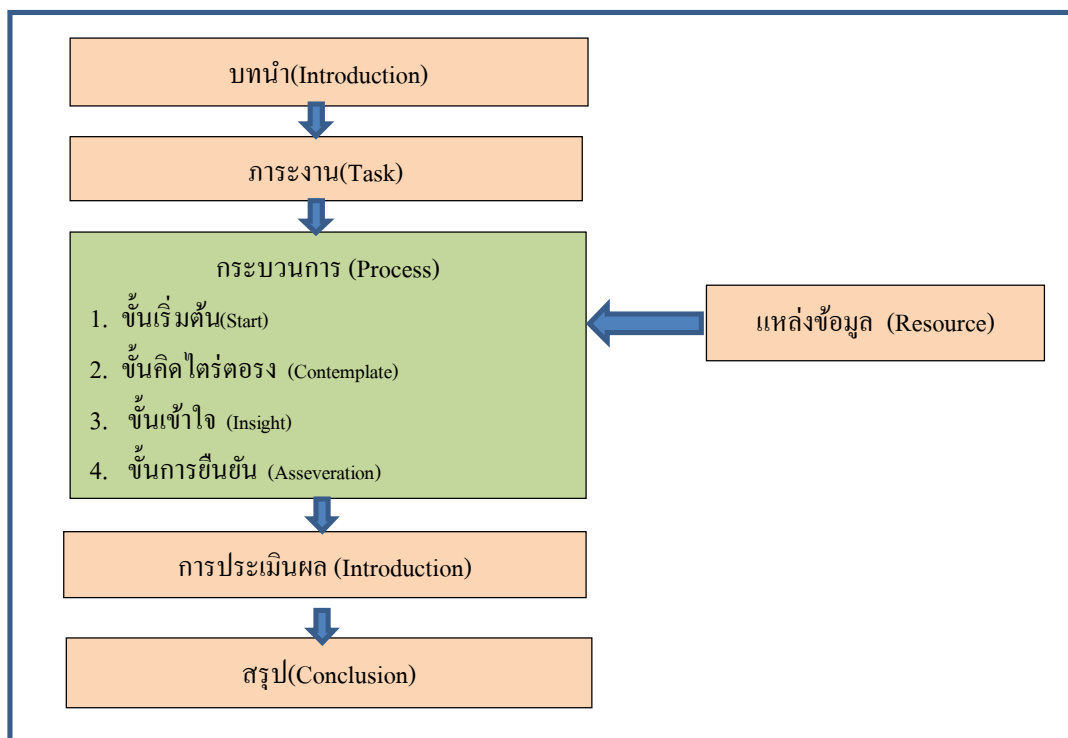 บทนำ(Introduction)
ภาระงาน(Task)
กระบวนการ (Process)
1. ขั้นเริ่มต้น(Start)
2. ขั้นคิดไตร่ตอรง (Contemplate)
3. ขั้นเข้าใจ (Insight)
4. ขั้นการยืนยัน (Asseveration)
แหล่งข้อมูล (Resource)
การประเมินผล (Introduction)
สรุป(Conclusion)